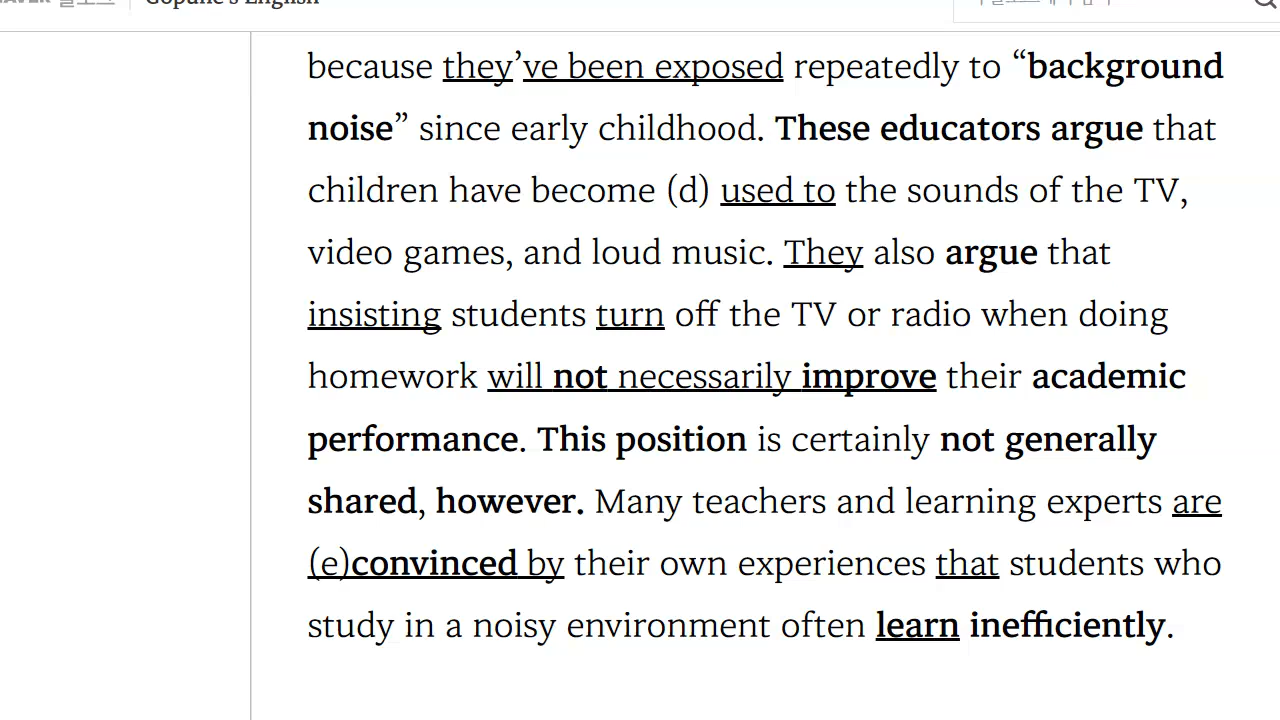 Gopune's English
because they’ve been exposed repeatedly to “background
noise” since early childhood. These educators argue that
children have become (d) used to the sounds of the TV,
video games, and loud music. They also argue that
insisting students turn off the TV or radio when doing
homework will not necessarily improve their academic
performance. This position is certainly not generally
shared, however. Many teachers and learning experts are
(e)convinced by their own experiences that students who
study in a noisy environment often learn inefficiently.